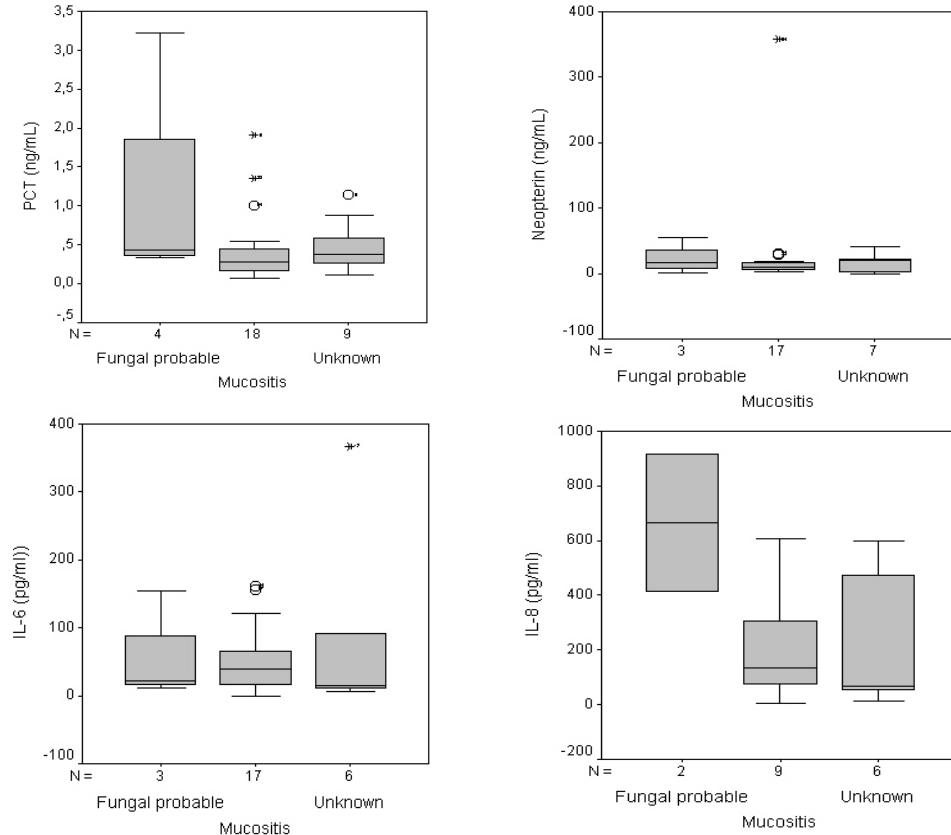 3,5
3,0
2,5
2,0
1,5
1,0
,5
0,0
-,5
PCT (ng/mL)
N = 4 18 9
Fungal probable Unknown
Mucositis
400
300
200
100
0
-100
Neopterin (ng/mL)
N = 3 17 7
Fungal probable Unknown
Mucositis
400
300
200
100
0
-100
IL-6 (pg/ml))
N = 3 17 6
Fungal probable Unknown
Mucositis
1000
800
600
400
200
0
-200
IL-8 (pg/ml)
N = 2 9 6
Fungal probable Unknown
Mucositis